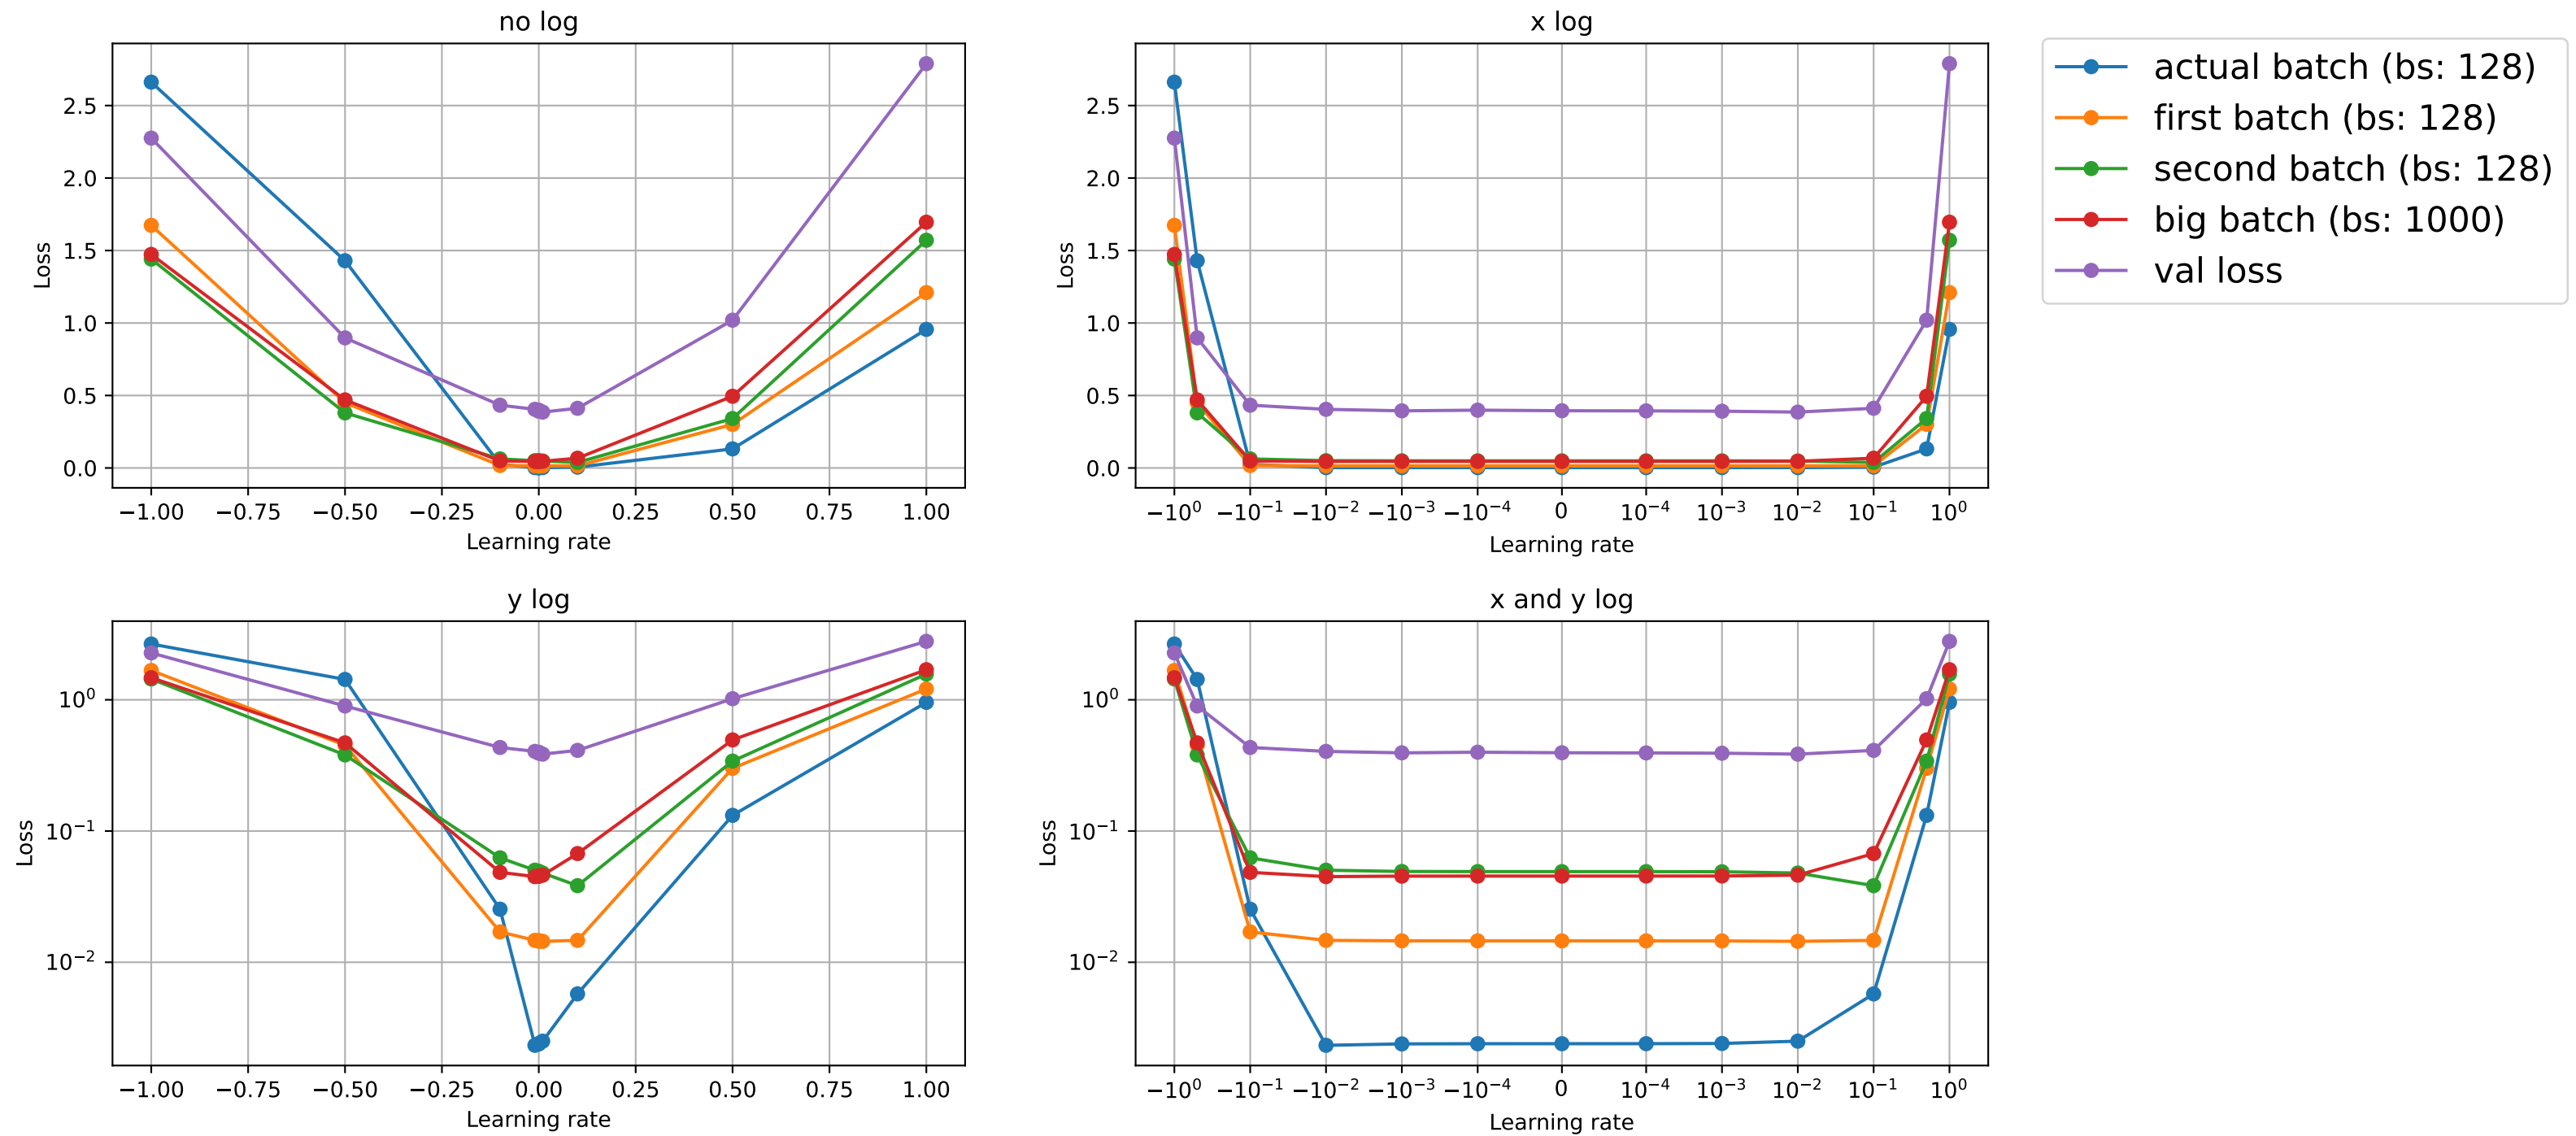 no log
2.5
2.0
1.5
1.0
0.5
0.0
Loss
−1.00 −0.75 −0.50 −0.25 0.00 0.25 0.50 0.75 1.00
Learning rate
x log
2.5
2.0
1.5
1.0
0.5
0.0
Loss
−10⁰ −10⁻¹ −10⁻² −10⁻³ −10⁻⁴ 0 10⁻⁴ 10⁻³ 10⁻² 10⁻¹ 10⁰
Learning rate
actual batch (bs: 128)
first batch (bs: 128)
second batch (bs: 128)
big batch (bs: 1000)
val loss
y log
10⁰
10⁻¹
10⁻²
Loss
−1.00 −0.75 −0.50 −0.25 0.00 0.25 0.50 0.75 1.00
Learning rate
x and y log
10⁰
10⁻¹
10⁻²
Loss
−10⁰ −10⁻¹ −10⁻² −10⁻³ −10⁻⁴ 0 10⁻⁴ 10⁻³ 10⁻² 10⁻¹ 10⁰
Learning rate